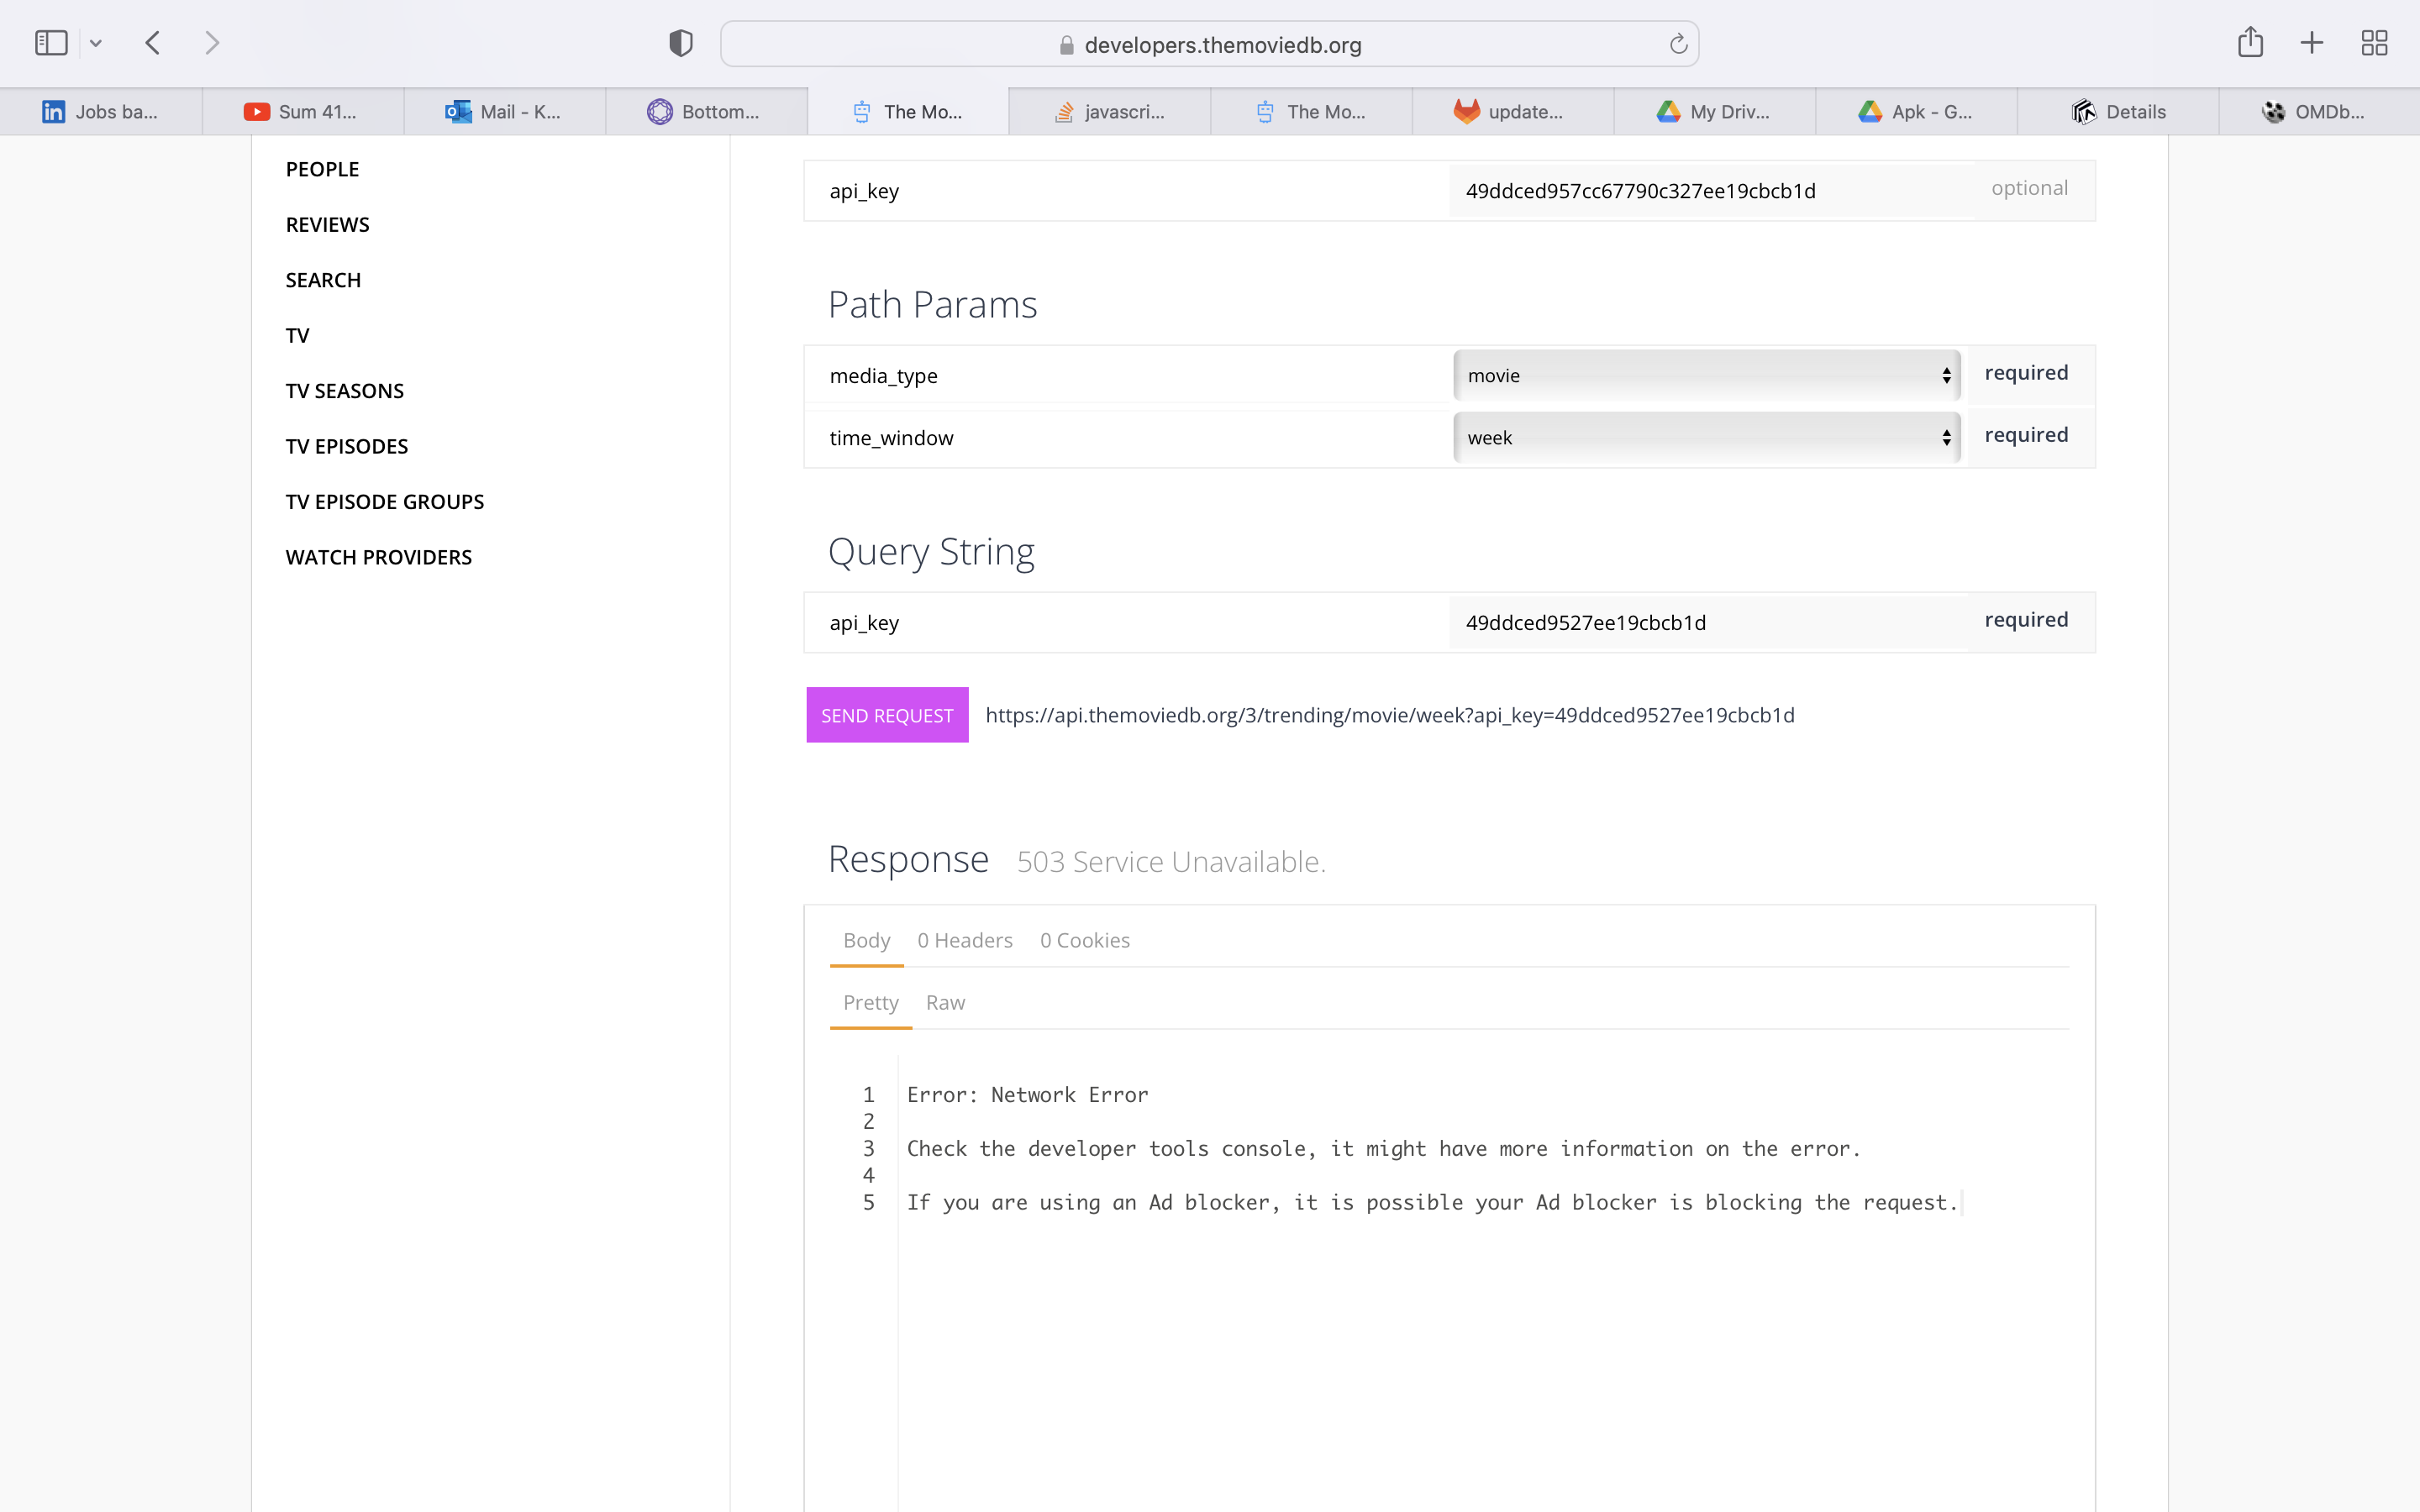 developers.themoviedb.org
Jobs ba...
Sum 41...
Mail - K...
Bottom...
The Mo...
javascri...
The Mo...
update...
My Driv...
Apk - G...
Details
OMDb...
PEOPLE
REVIEWS
SEARCH
TV
TV SEASONS
TV EPISODES
TV EPISODE GROUPS
WATCH PROVIDERS
api_key 49ddced957cc67790c327ee19cbcb1d optional
Path Params
media_type movie required
time_window week required
Query String
api_key 49ddced9527ee19cbcb1d required
SEND REQUEST https://api.themoviedb.org/3/trending/movie/week?api_key=49ddced9527ee19cbcb1d
Response 503 Service Unavailable.
Body 0 Headers 0 Cookies
Pretty Raw
1 Error: Network Error
2
3 Check the developer tools console, it might have more information on the error.
4
5 If you are using an Ad blocker, it is possible your Ad blocker is blocking the request.